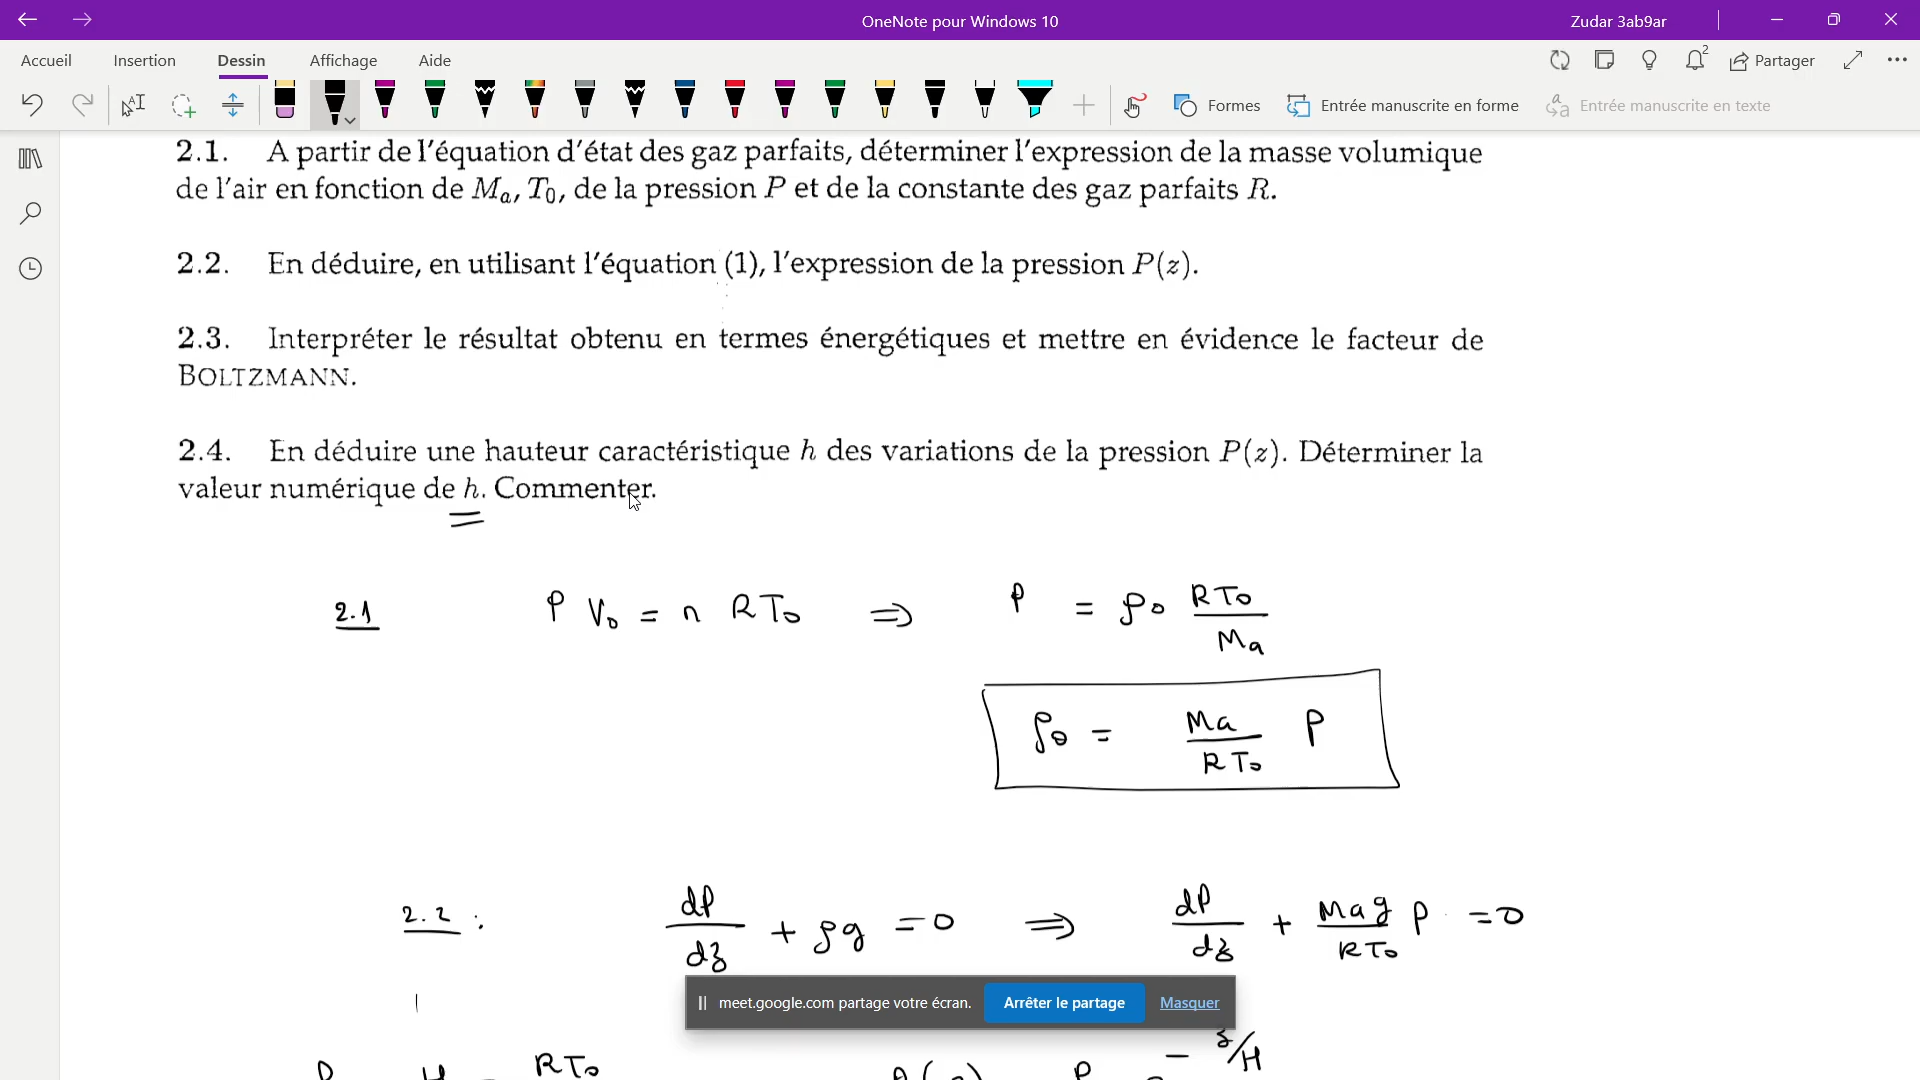 OneNote pour Windows 10
Zudar 3ab9ar
Accueil Insertion Dessin Affichage Aide
2
Partager
Formes Entrée manuscrite en forme Entrée manuscrite en texte
2.1. A partir de l'équation d'état des gaz parfaits, déterminer l'expression de la masse volumique
de l'air en fonction de Mₐ, T₀, de la pression P et de la constante des gaz parfaits R.
2.2. En déduire, en utilisant l'équation (1), l'expression de la pression P(z).
2.3. Interpréter le résultat obtenu en termes énergétiques et mettre en évidence le facteur de
BOLTZMANN.
2.4. En déduire une hauteur caractéristique h des variations de la pression P(z). Déterminer la
valeur numérique de h. Commenter.
2.1 P V₀ = n RT₀ ⇒ P = ρ₀ RT₀/Ma
ρ₀ = Ma/RT₀ P
2.2 : dP/dz + ρg = 0 ⇒ dP/dz + Mag/RT₀ P = 0
meet.google.com partage votre écran. Arrêter le partage Masquer
RT₀ - z/H